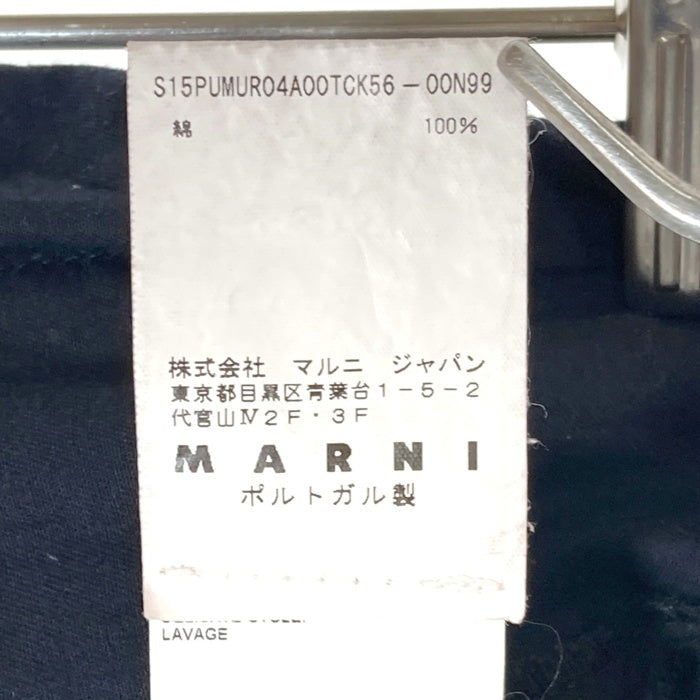 S15PUMUR04A00TCK56-00N99
綿 100%
株式会社 マルニ ジャパン
東京都目黒区青葉台1-5-2
代官山Ⅳ2F・3F
MARNI
ポルトガル製
LAVAGE